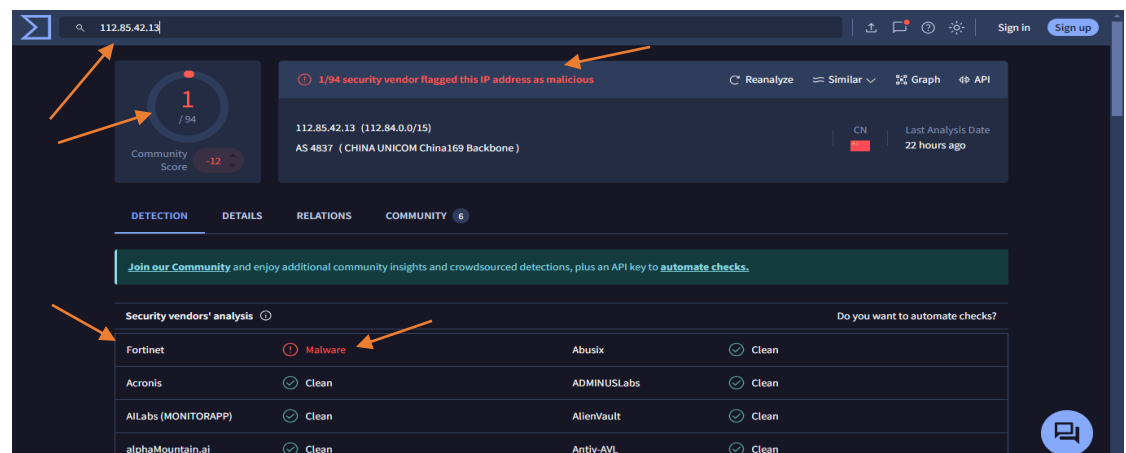 112.85.42.13
Sign in
Sign up
1
/ 94
Community
Score
-12
1/94 security vendor flagged this IP address as malicious
Reanalyze
Similar
Graph
API
112.85.42.13 (112.84.0.0/15)
AS 4837 ( CHINA UNICOM China169 Backbone )
CN
Last Analysis Date
22 hours ago
DETECTION DETAILS RELATIONS COMMUNITY 6
Join our Community and enjoy additional community insights and crowdsourced detections, plus an API key to automate checks.
Security vendors' analysis
Do you want to automate checks?
Fortinet Malware Abusix Clean
Acronis Clean ADMINUSLabs Clean
AILabs (MONITORAPP) Clean AlienVault Clean
alphaMountain.ai Clean Antiy-AVL Clean